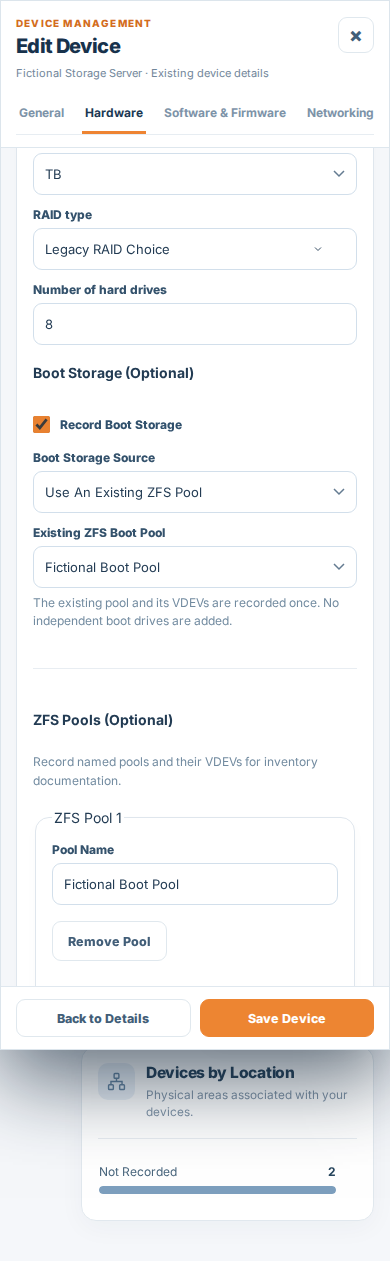 DEVICE MANAGEMENT
Edit Device
Fictional Storage Server · Existing device details
General Hardware Software & Firmware Networking
TB
RAID type
Legacy RAID Choice
Number of hard drives
8
Boot Storage (Optional)
Record Boot Storage
Boot Storage Source
Use An Existing ZFS Pool
Existing ZFS Boot Pool
Fictional Boot Pool
The existing pool and its VDEVs are recorded once. No
independent boot drives are added.
ZFS Pools (Optional)
Record named pools and their VDEVs for inventory
documentation.
ZFS Pool 1
Pool Name
Fictional Boot Pool
Remove Pool
Back to Details Save Device
Devices by Location
Physical areas associated with your
devices.
Not Recorded 2